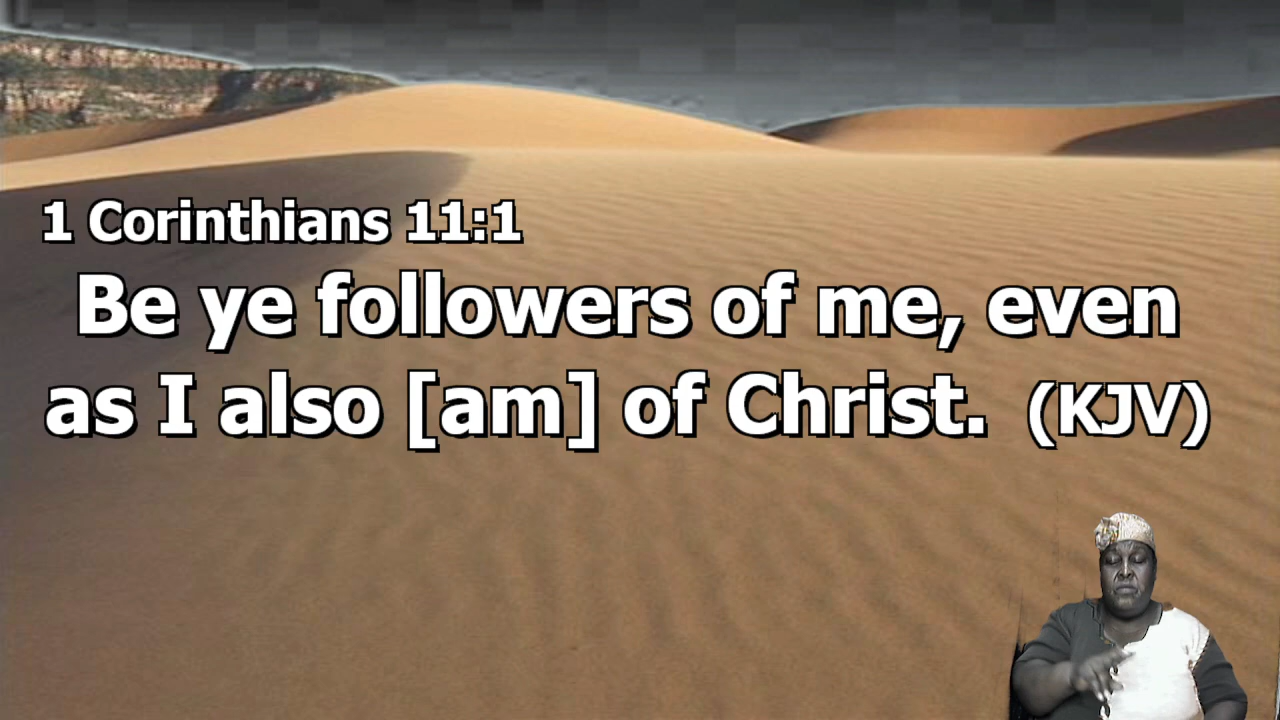 1 Corinthians 11:1
Be ye followers of me, even
as I also [am] of Christ. (KJV)